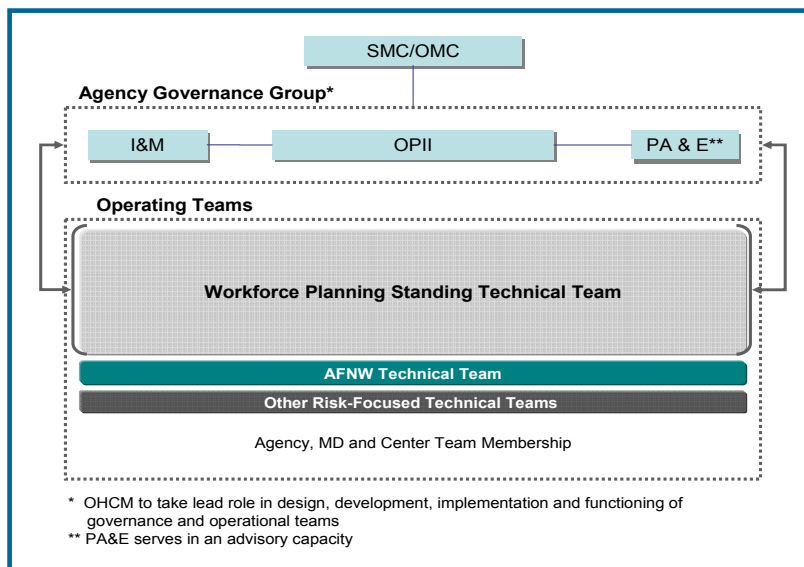 SMC/OMC
Agency Governance Group*
I&M
OPII
PA & E**
Operating Teams
Workforce Planning Standing Technical Team
AFNW Technical Team
Other Risk-Focused Technical Teams
Agency, MD and Center Team Membership
* OHCM to take lead role in design, development, implementation and functioning of
governance and operational teams
** PA&E serves in an advisory capacity